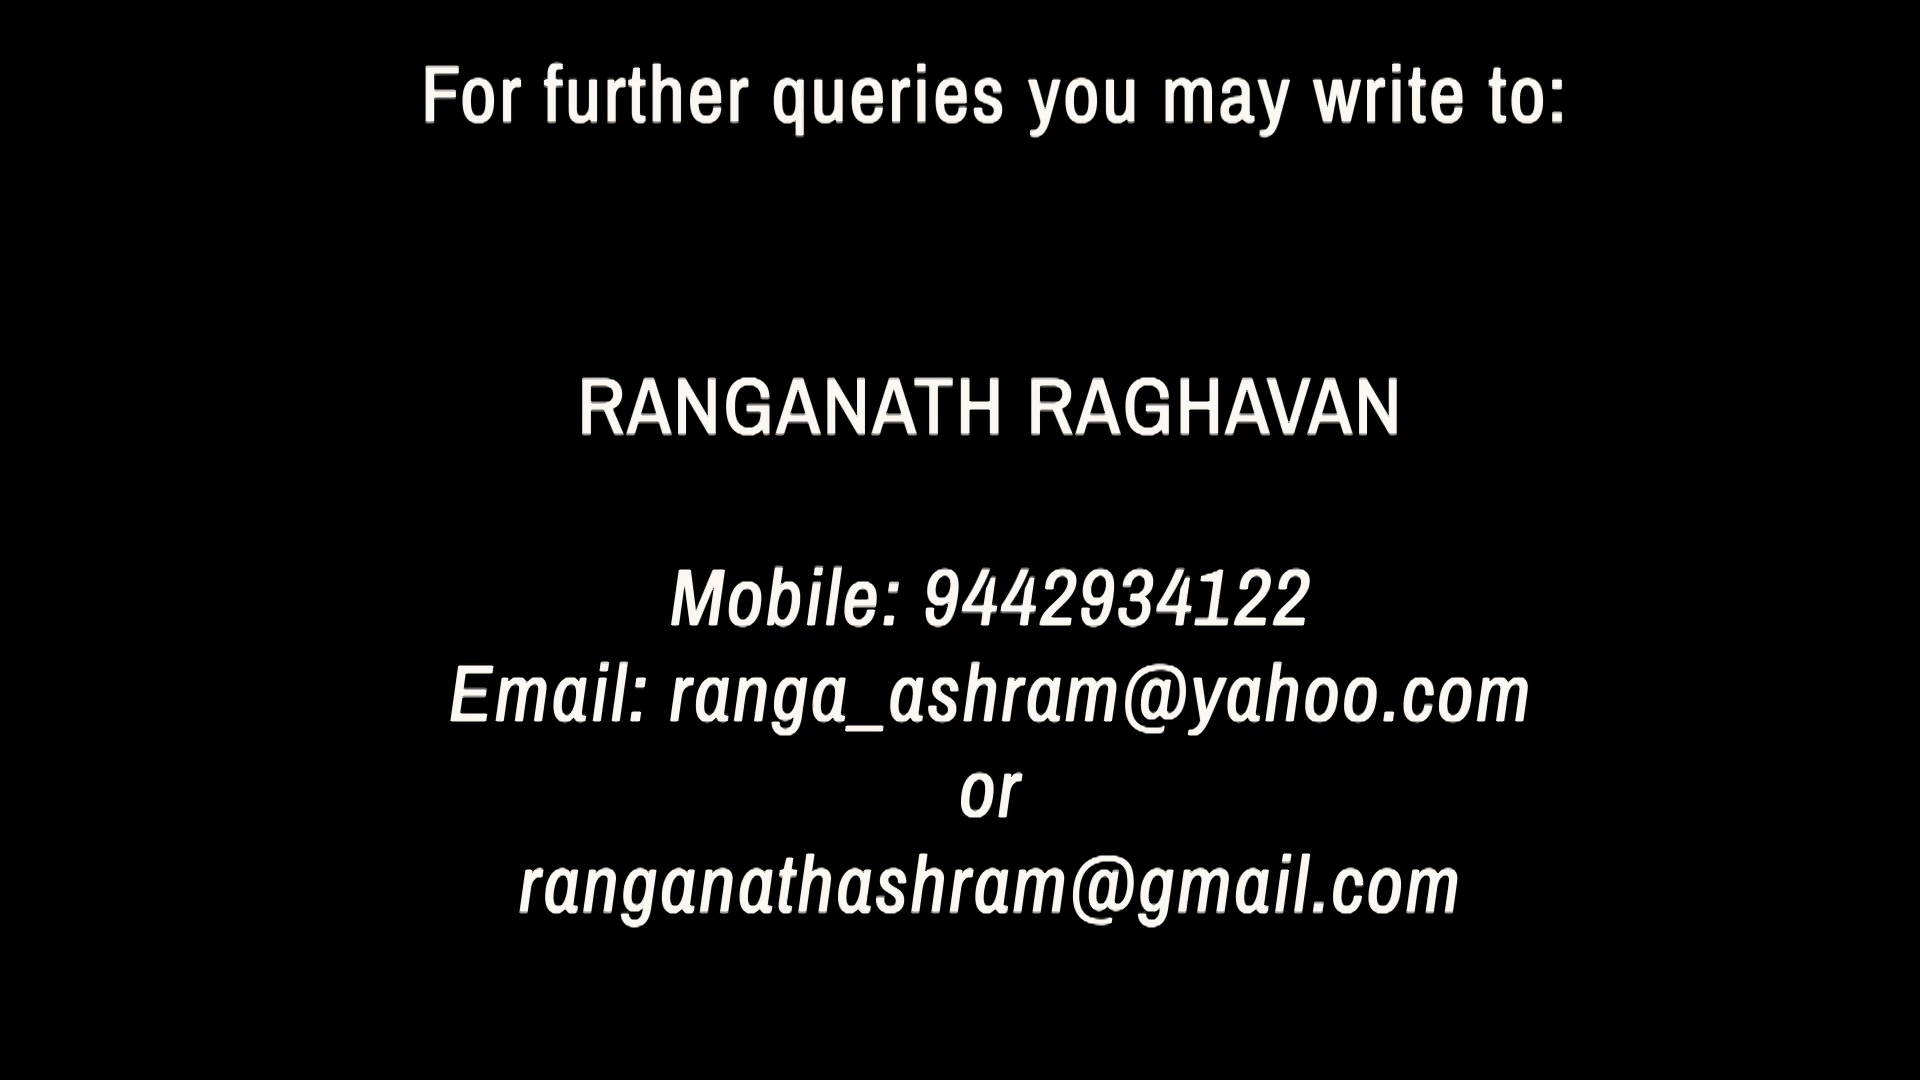 For further queries you may write to:
RANGANATH RAGHAVAN
Mobile: 9442934122
Email: ranga_ashram@yahoo.com
or
ranganathashram@gmail.com